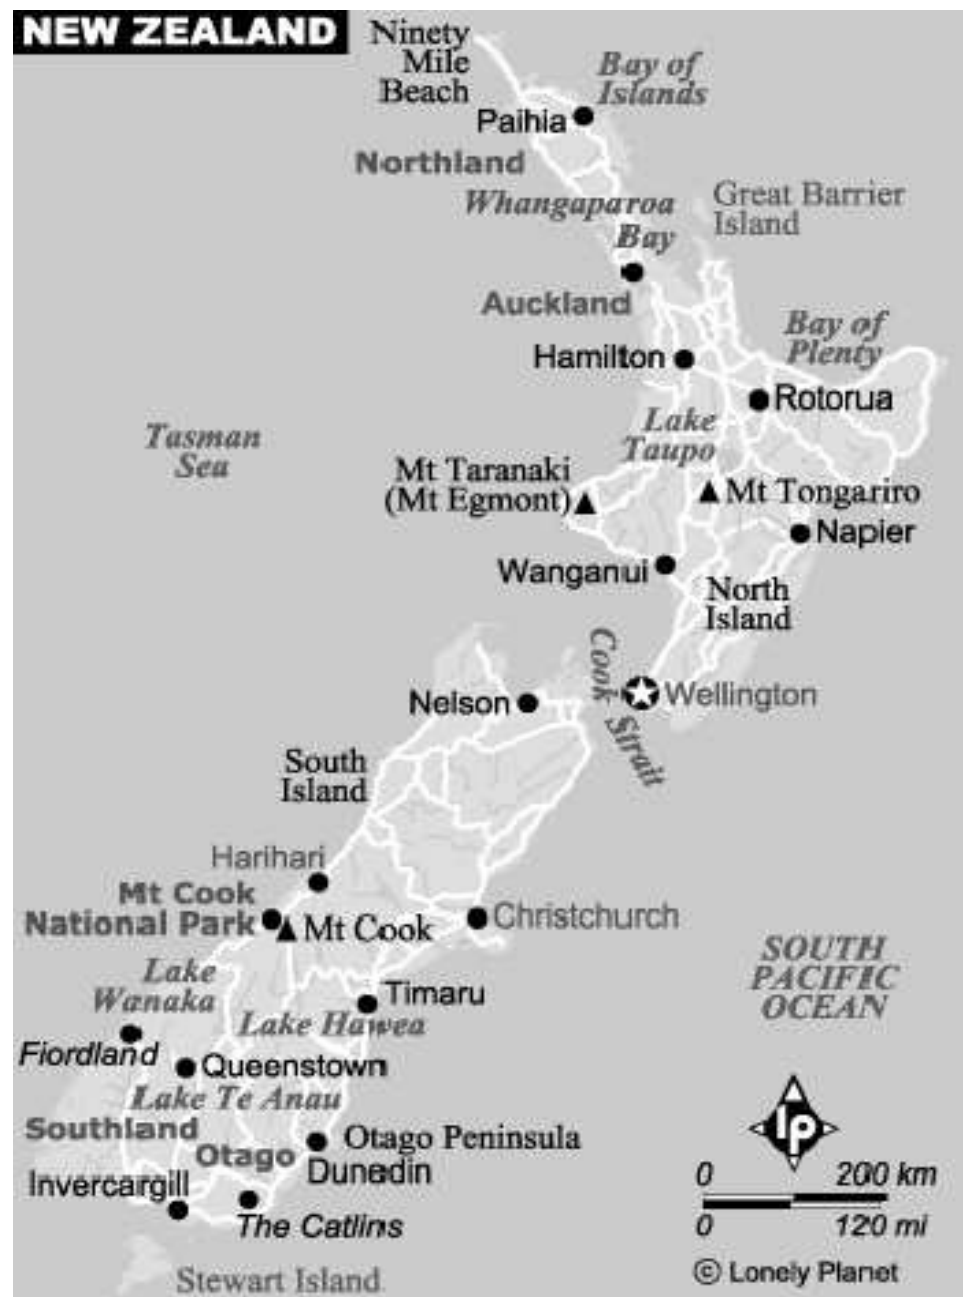 NEW ZEALAND
Ninety
Mile
Beach
Bay of
Islands
Paihia
Northland
Whangaparoa
Bay
Great Barrier
Island
Auckland
Bay of
Plenty
Hamilton
Rotorua
Lake
Taupo
Tasman
Sea
Mt Taranaki
(Mt Egmont)
Mt Tongariro
Napier
Wanganui
North
Island
Cook
Strait
Wellington
Nelson
South
Island
Harihari
Mt Cook
National Park
Mt Cook
Christchurch
SOUTH
PACIFIC
OCEAN
Lake
Wanaka
Timaru
Lake Hawea
Fiordland
Queenstown
Lake Te Anau
Southland
Otago
Otago Peninsula
Dunedin
Invercargill
The Catlins
Stewart Island
lp
0 200 km
0 120 mi
© Lonely Planet